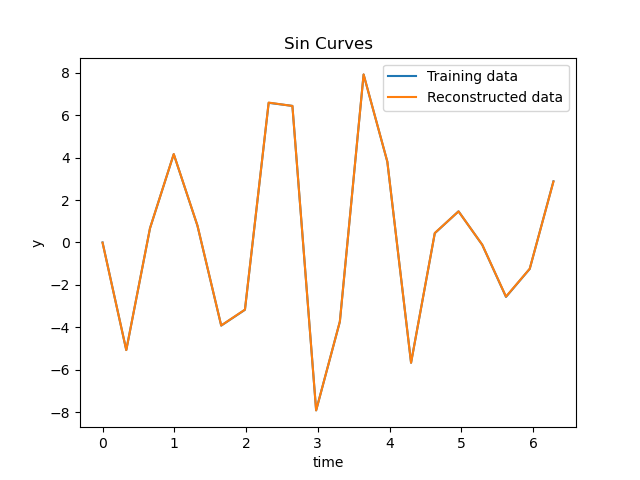 Sin Curves
Training data
Reconstructed data
y
8
6
4
2
0
−2
−4
−6
−8
0 1 2 3 4 5 6
time